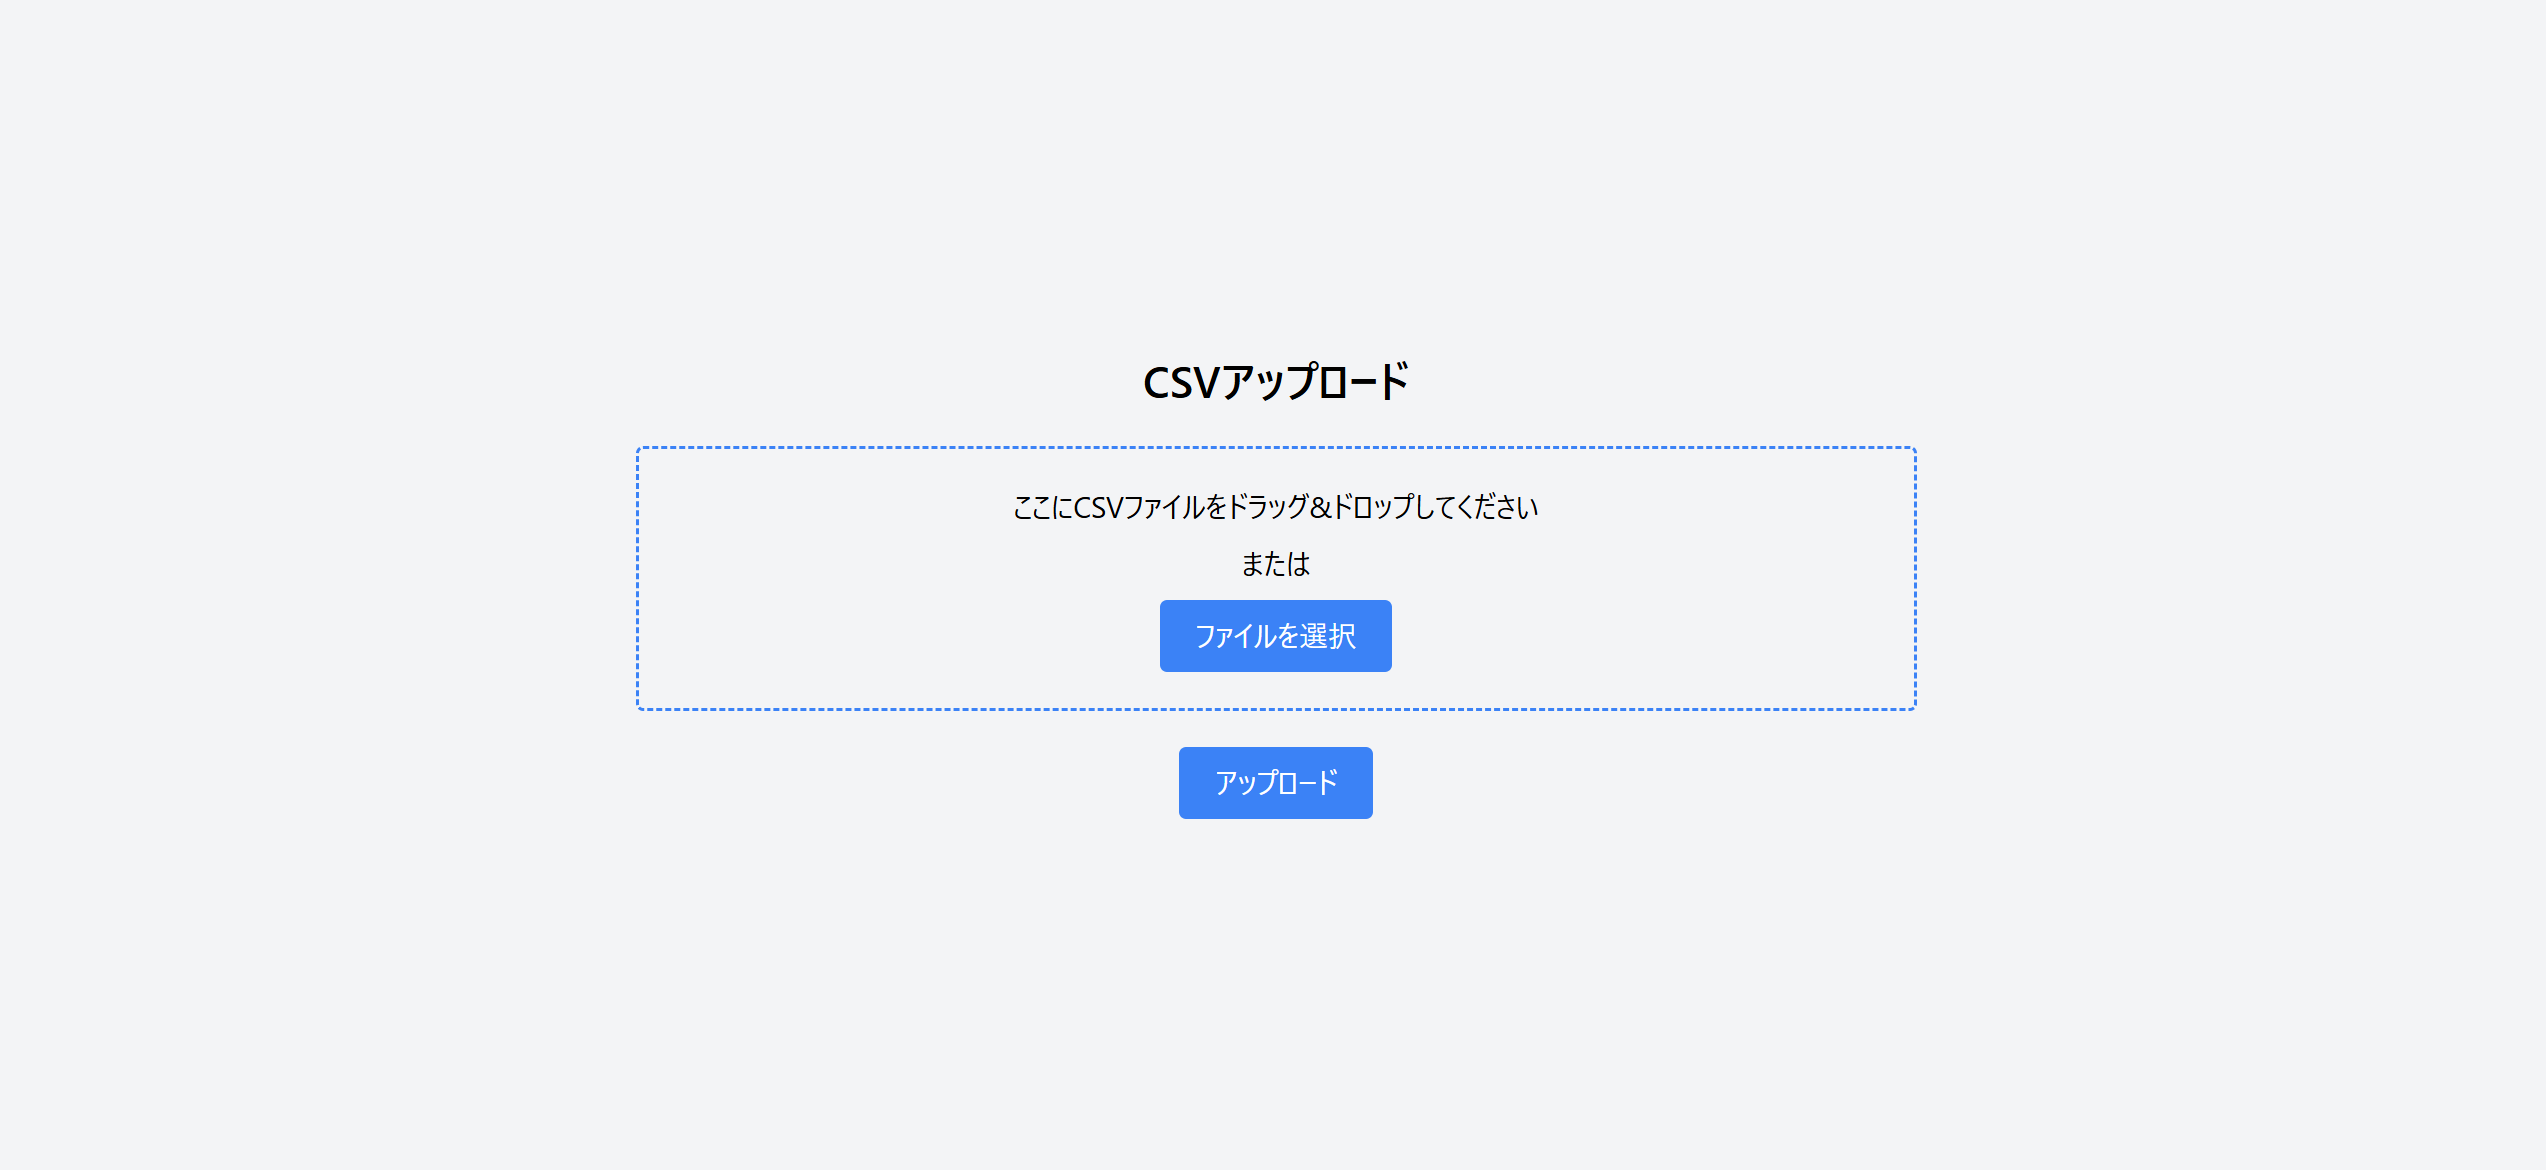 CSVアップロード
ここにCSVファイルをドラッグ&ドロップしてください
または
ファイルを選択
アップロード